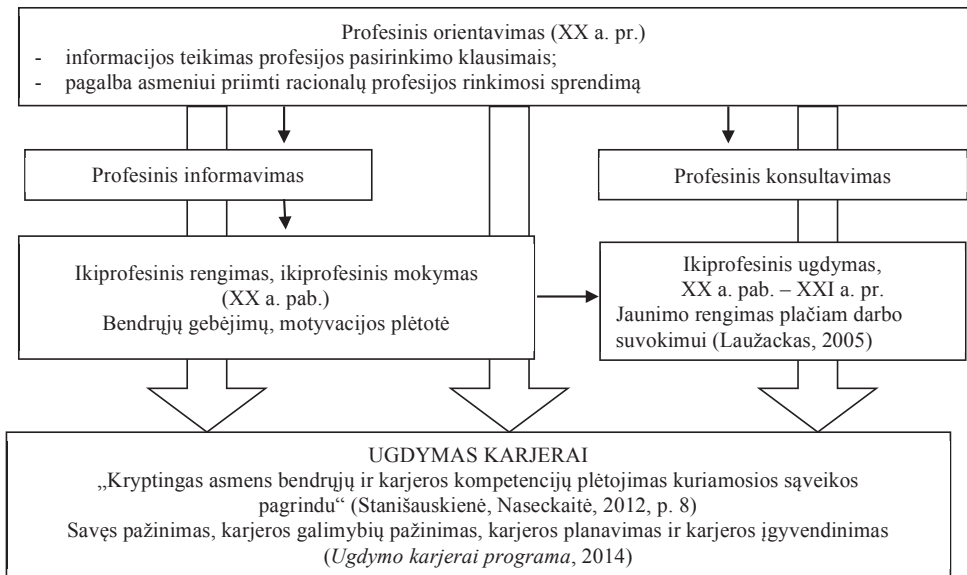 Profesinis orientavimas (XX a. pr.)
- informacijos teikimas profesijos pasirinkimo klausimais;
- pagalba asmeniui priimti racionalų profesijos rinkimosi sprendimą
Profesinis informavimas
Profesinis konsultavimas
Ikiprofesinis rengimas, ikiprofesinis mokymas
(XX a. pab.)
Bendrųjų gebėjimų, motyvacijos plėtotė
Ikiprofesinis ugdymas,
XX a. pab. – XXI a. pr.
Jaunimo rengimas plačiam darbo
suvokimui (Laužackas, 2005)
UGDYMAS KARJERAI
„Kryptingas asmens bendrųjų ir karjeros kompetencijų plėtojimas kuriamosios sąveikos
pagrindu“ (Stanišauskienė, Naseckaitė, 2012, p. 8)
Savęs pažinimas, karjeros galimybių pažinimas, karjeros planavimas ir karjeros įgyvendinimas
(Ugdymo karjerai programa, 2014)